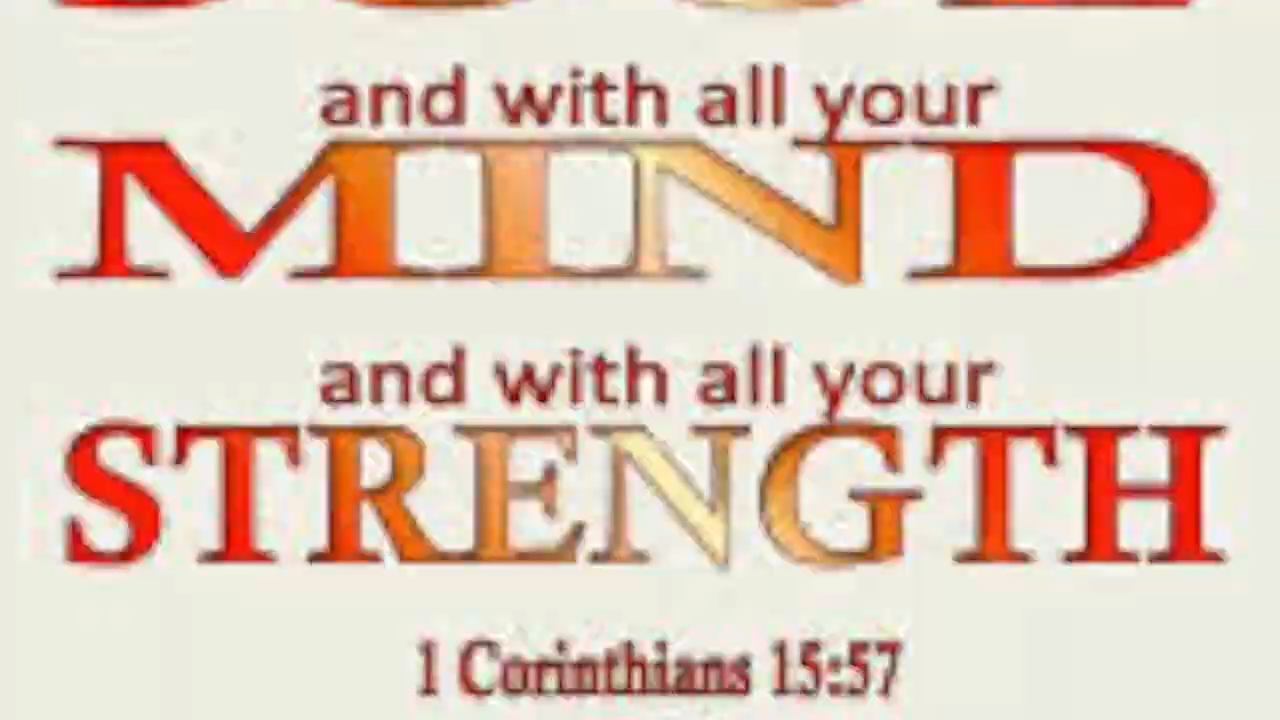 and with all your
MIND
and with all your
STRENGTH
1 Corinthians 15:57